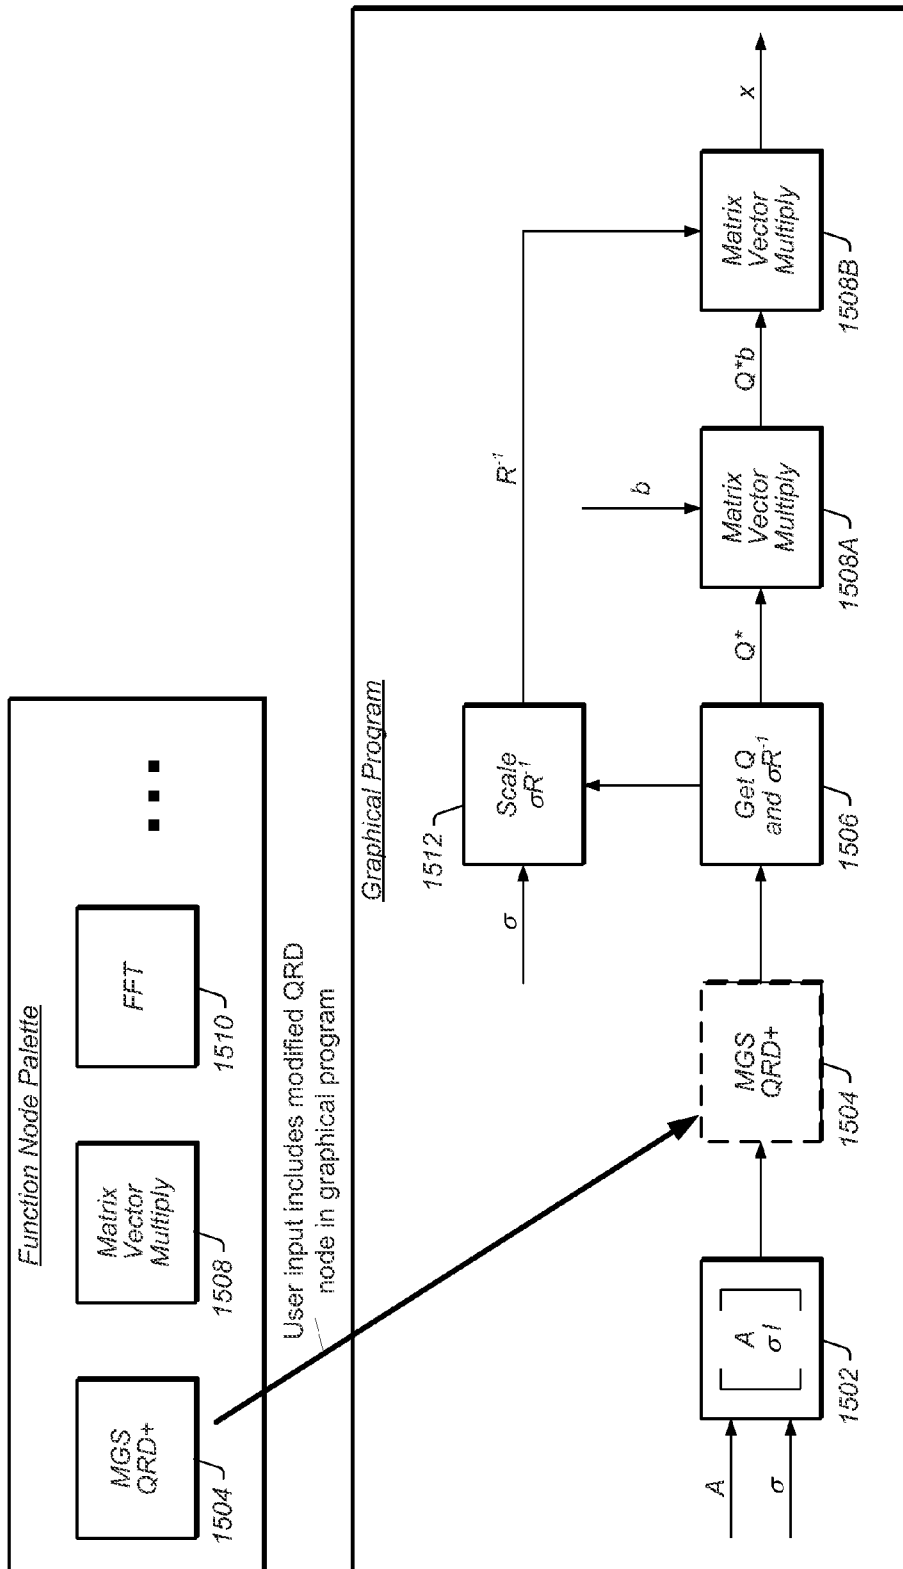 Function Node Palette
MGS
QRD+
1504
Matrix
Vector
Multiply
1508
FFT
1510
User input includes modified QRD
node in graphical program
Graphical Program
A
σ
A
σ I
1502
MGS
QRD+
1504
Get Q
and σR⁻¹
1506
σ
Scale
σR⁻¹
1512
Q*
b
R⁻¹
Matrix
Vector
Multiply
1508A
Q*b
Matrix
Vector
Multiply
1508B
x